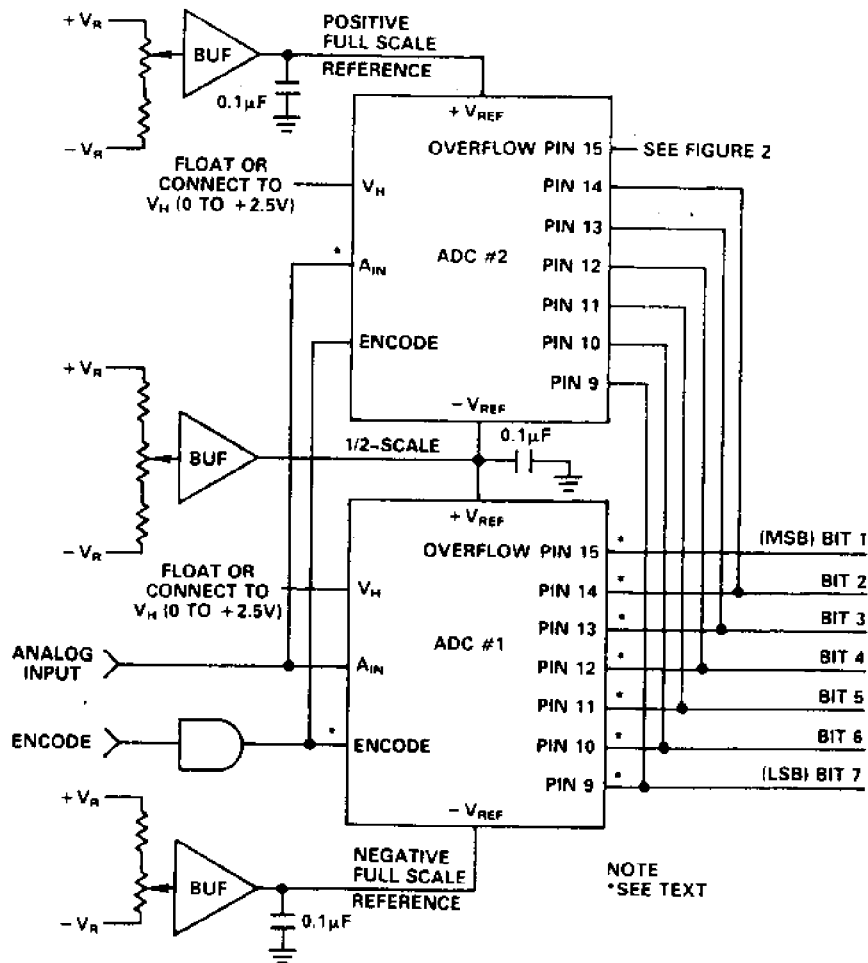 + VR
BUF
- VR
0.1µF
POSITIVE
FULL SCALE
REFERENCE
+ VREF
OVERFLOW PIN 15
SEE FIGURE 2
FLOAT OR
CONNECT TO
VH (0 TO +2.5V)
VH
PIN 14
PIN 13
*
AIN
ADC #2
PIN 12
PIN 11
ENCODE
PIN 10
PIN 9
- VREF
+ VR
BUF
- VR
1/2-SCALE
0.1µF
+ VREF
OVERFLOW PIN 15
*
(MSB) BIT 1
FLOAT OR
CONNECT TO
VH (0 TO +2.5V)
VH
PIN 14
*
BIT 2
PIN 13
*
BIT 3
ANALOG
INPUT
AIN
ADC #1
PIN 12
*
BIT 4
PIN 11
*
BIT 5
ENCODE
*
ENCODE
PIN 10
*
BIT 6
PIN 9
*
(LSB) BIT 7
- VREF
+ VR
BUF
- VR
0.1µF
NEGATIVE
FULL SCALE
REFERENCE
NOTE
*SEE TEXT